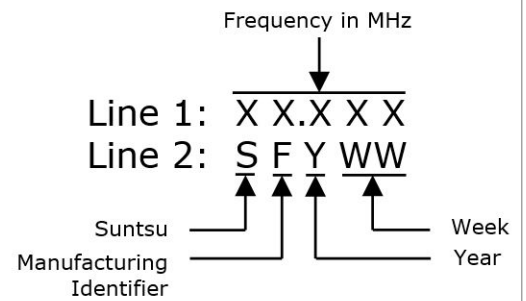 Frequency in MHz
Line 1: X X.X X X
Line 2: S F Y WW
Suntsu
Week
Manufacturing
Identifier
Year